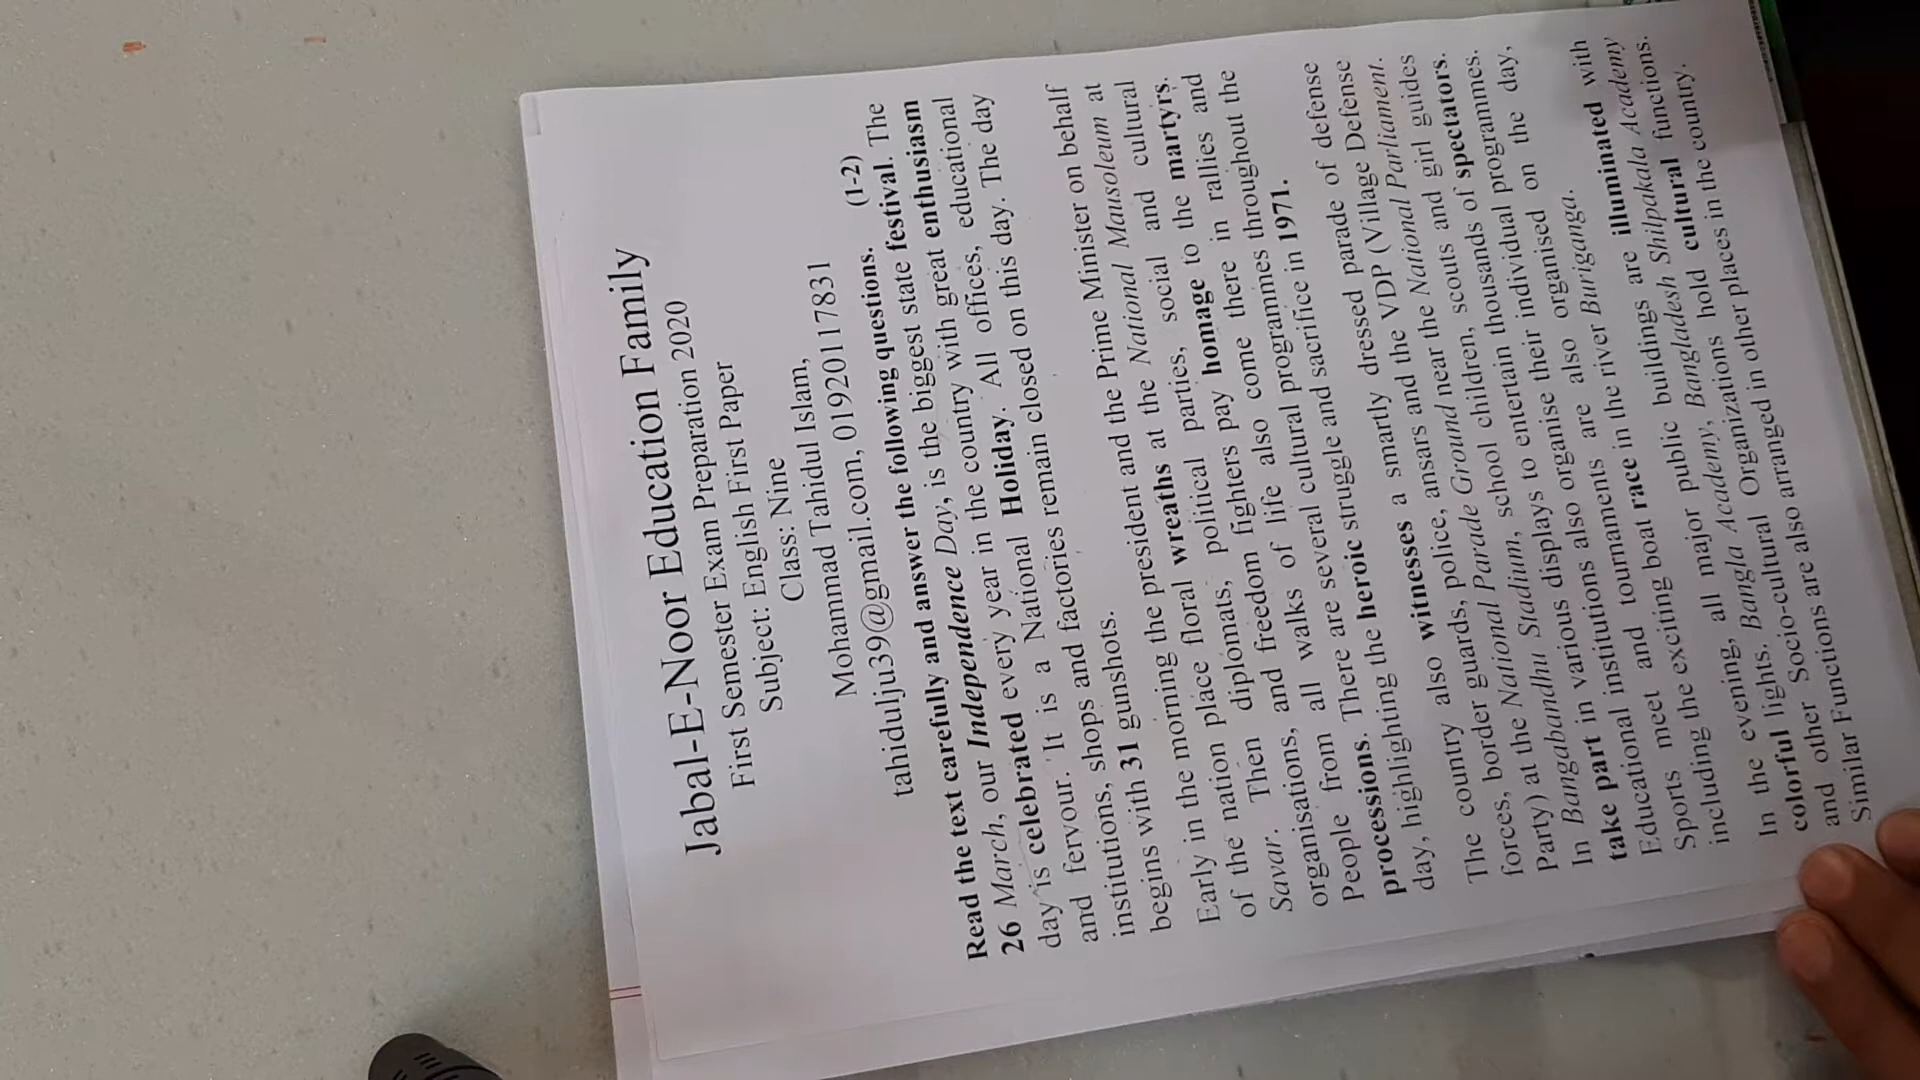 Jabal-E-Noor Education Family
First Semester Exam Preparation 2020
Subject: English First Paper
Class: Nine
Mohammad Tahidul Islam,
tahidulju39@gmail.com, 01920117831
Read the text carefully and answer the following questions. (1-2)
26 March, our Independence Day, is the biggest state festival. The
day is celebrated every year in the country with great enthusiasm
and fervour. It is a National Holiday. All offices, educational
institutions, shops and factories remain closed on this day. The day
begins with 31 gunshots.
Early in the morning the president and the Prime Minister on behalf
of the nation place floral wreaths at the National Mausoleum at
Savar. Then diplomats, political parties, social and cultural
organisations, and freedom fighters pay homage to the martyrs.
People from all walks of life also come there in rallies and
processions. There are several cultural programmes throughout the
day, highlighting the heroic struggle and sacrifice in 1971.
The country also witnesses a smartly dressed parade of defense
forces, border guards, police, ansars and the VDP (Village Defense
Party) at the National Parade Ground near the National Parliament.
In Bangabandhu Stadium, school children, scouts and girl guides
take part in various displays to entertain thousands of spectators.
Educational institutions also organise their individual programmes.
Sports meet and tournaments are also organised on the day,
including the exciting boat race in the river Buriganga.
In the evening, all major public buildings are illuminated with
colorful lights. Bangla Academy, Bangladesh Shilpakala Academy
and other Socio-cultural Organizations hold cultural functions.
Similar Functions are also arranged in other places in the country.